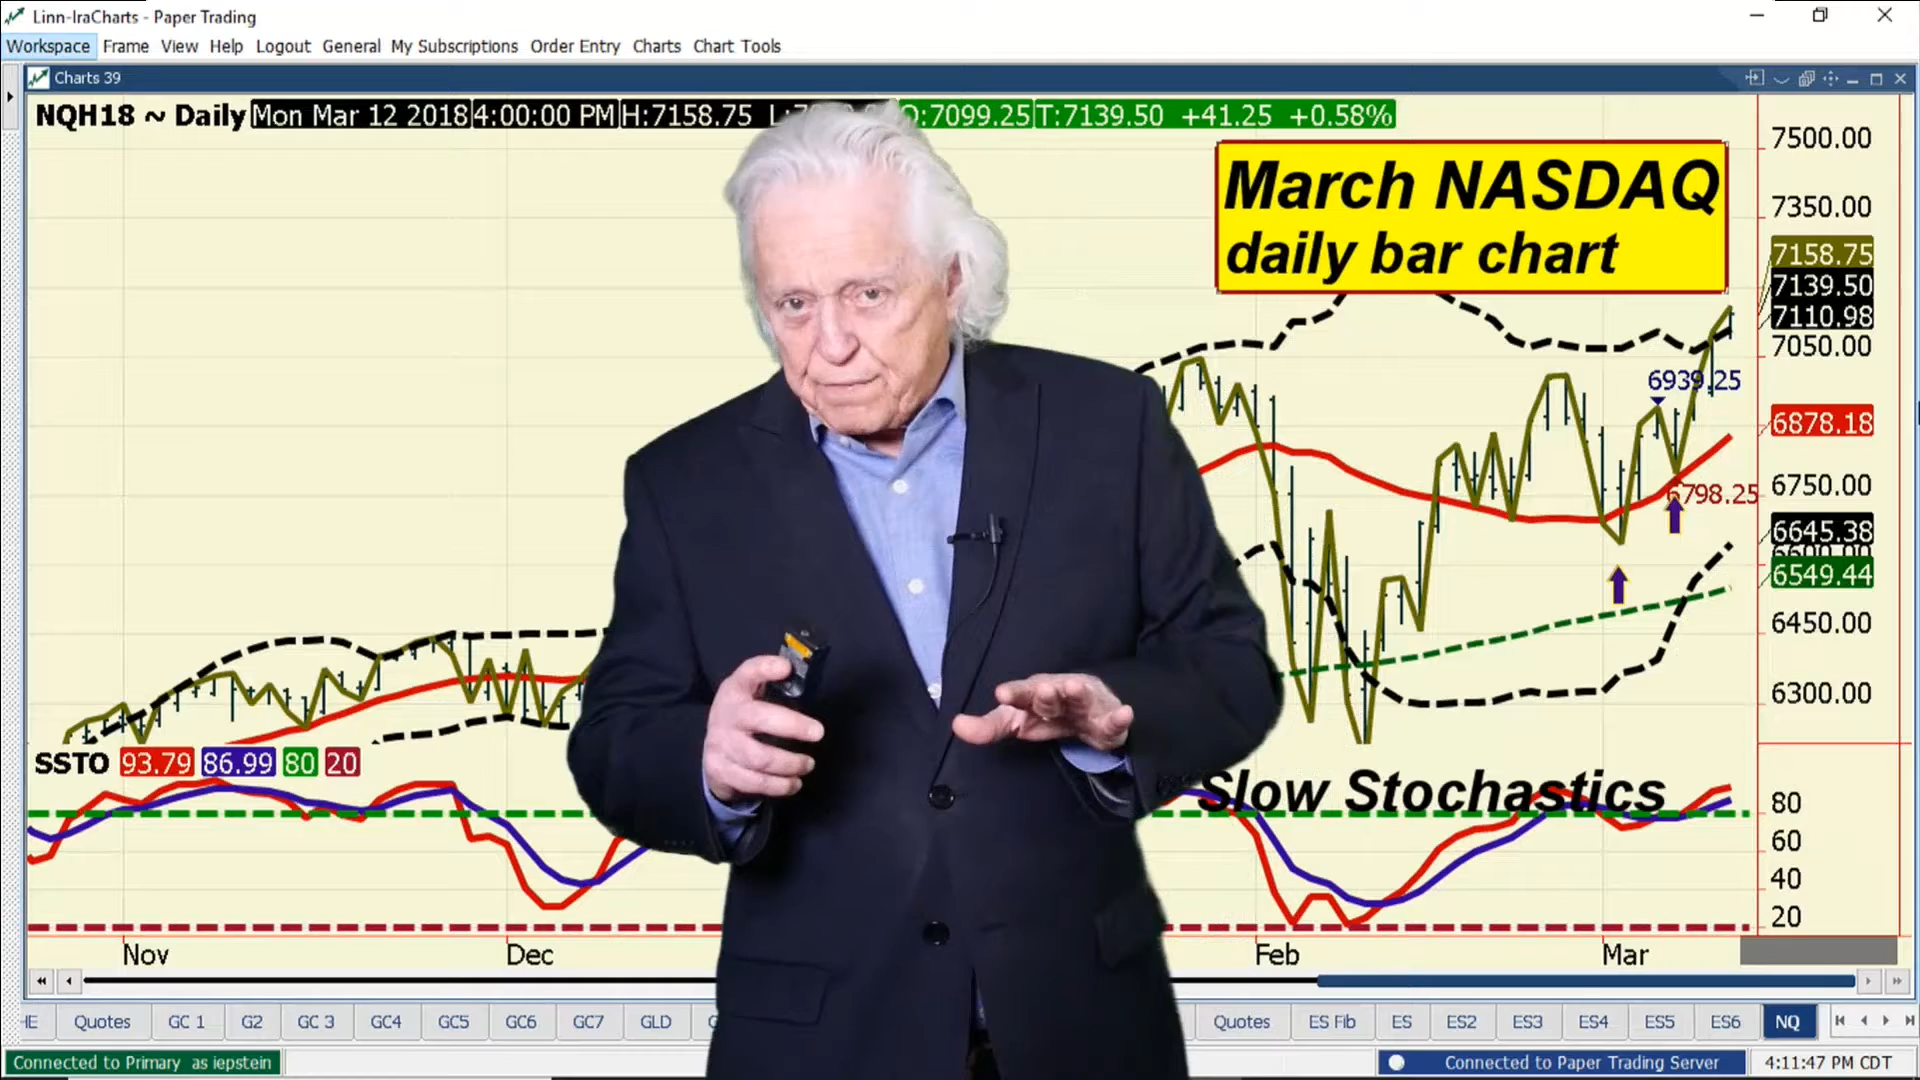 Linn-IraCharts - Paper Trading
Workspace Frame View Help Logout General My Subscriptions Order Entry Charts Chart Tools
Charts 39
NQH18 ~ Daily Mon Mar 12 2018 4:00:00 PM H:7158.75 :7099.25 T:7139.50 +41.25 +0.58%
March NASDAQ
daily bar chart
7500.00
7350.00
7158.75
7139.50
7110.98
7050.00
6939.25
6878.18
6750.00
6798.25
6645.38
6549.44
6450.00
6300.00
SSTO 93.79 86.99 80 20
Slow Stochastics
80
60
40
20
Nov Dec Feb Mar
Quotes GC 1 G2 GC 3 GC4 GC5 GC6 GC7 GLD Quotes ES Fib ES ES2 ES3 ES4 ES5 ES6 NQ
Connected to Primary as iepstein Connected to Paper Trading Server 4:11:47 PM CDT